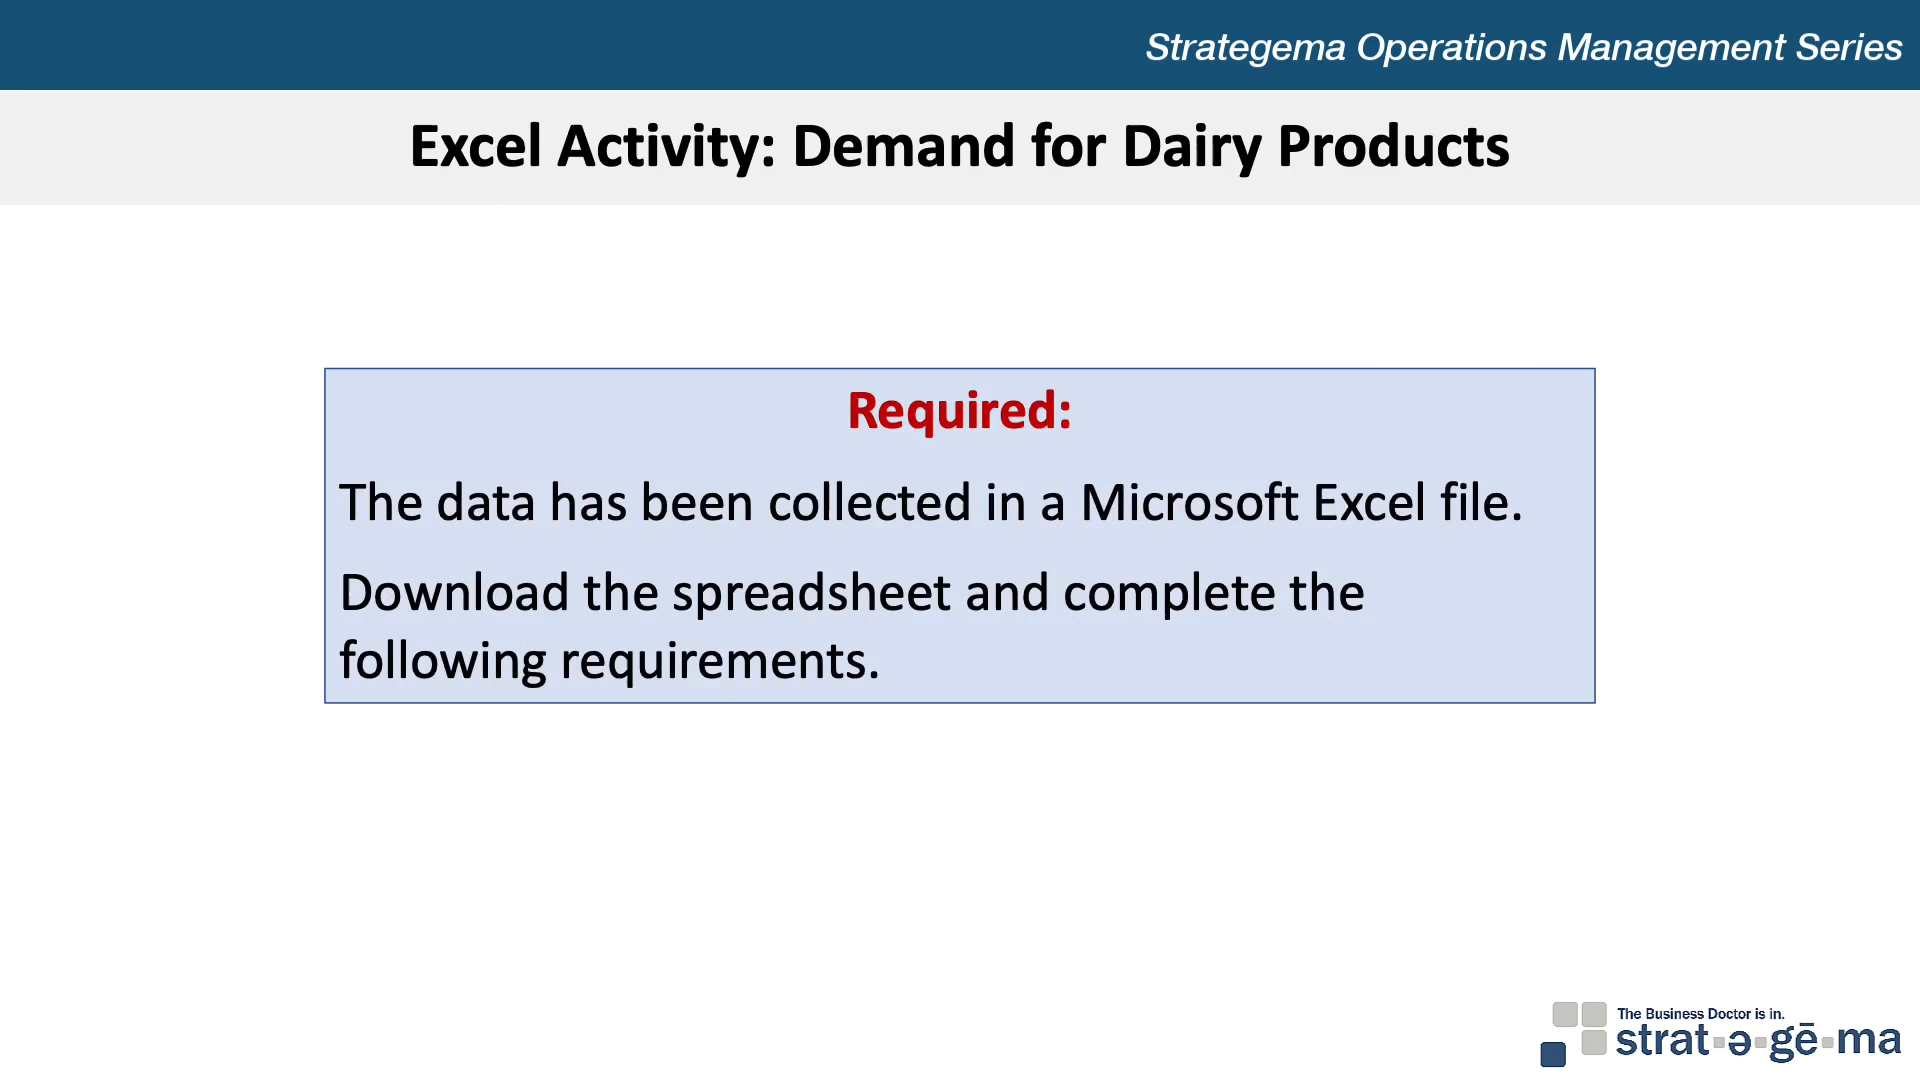 Strategema Operations Management Series
Excel Activity: Demand for Dairy Products
Required:
The data has been collected in a Microsoft Excel file.
Download the spreadsheet and complete the
following requirements.
The Business Doctor is in.
strat▪ə▪gē▪ma